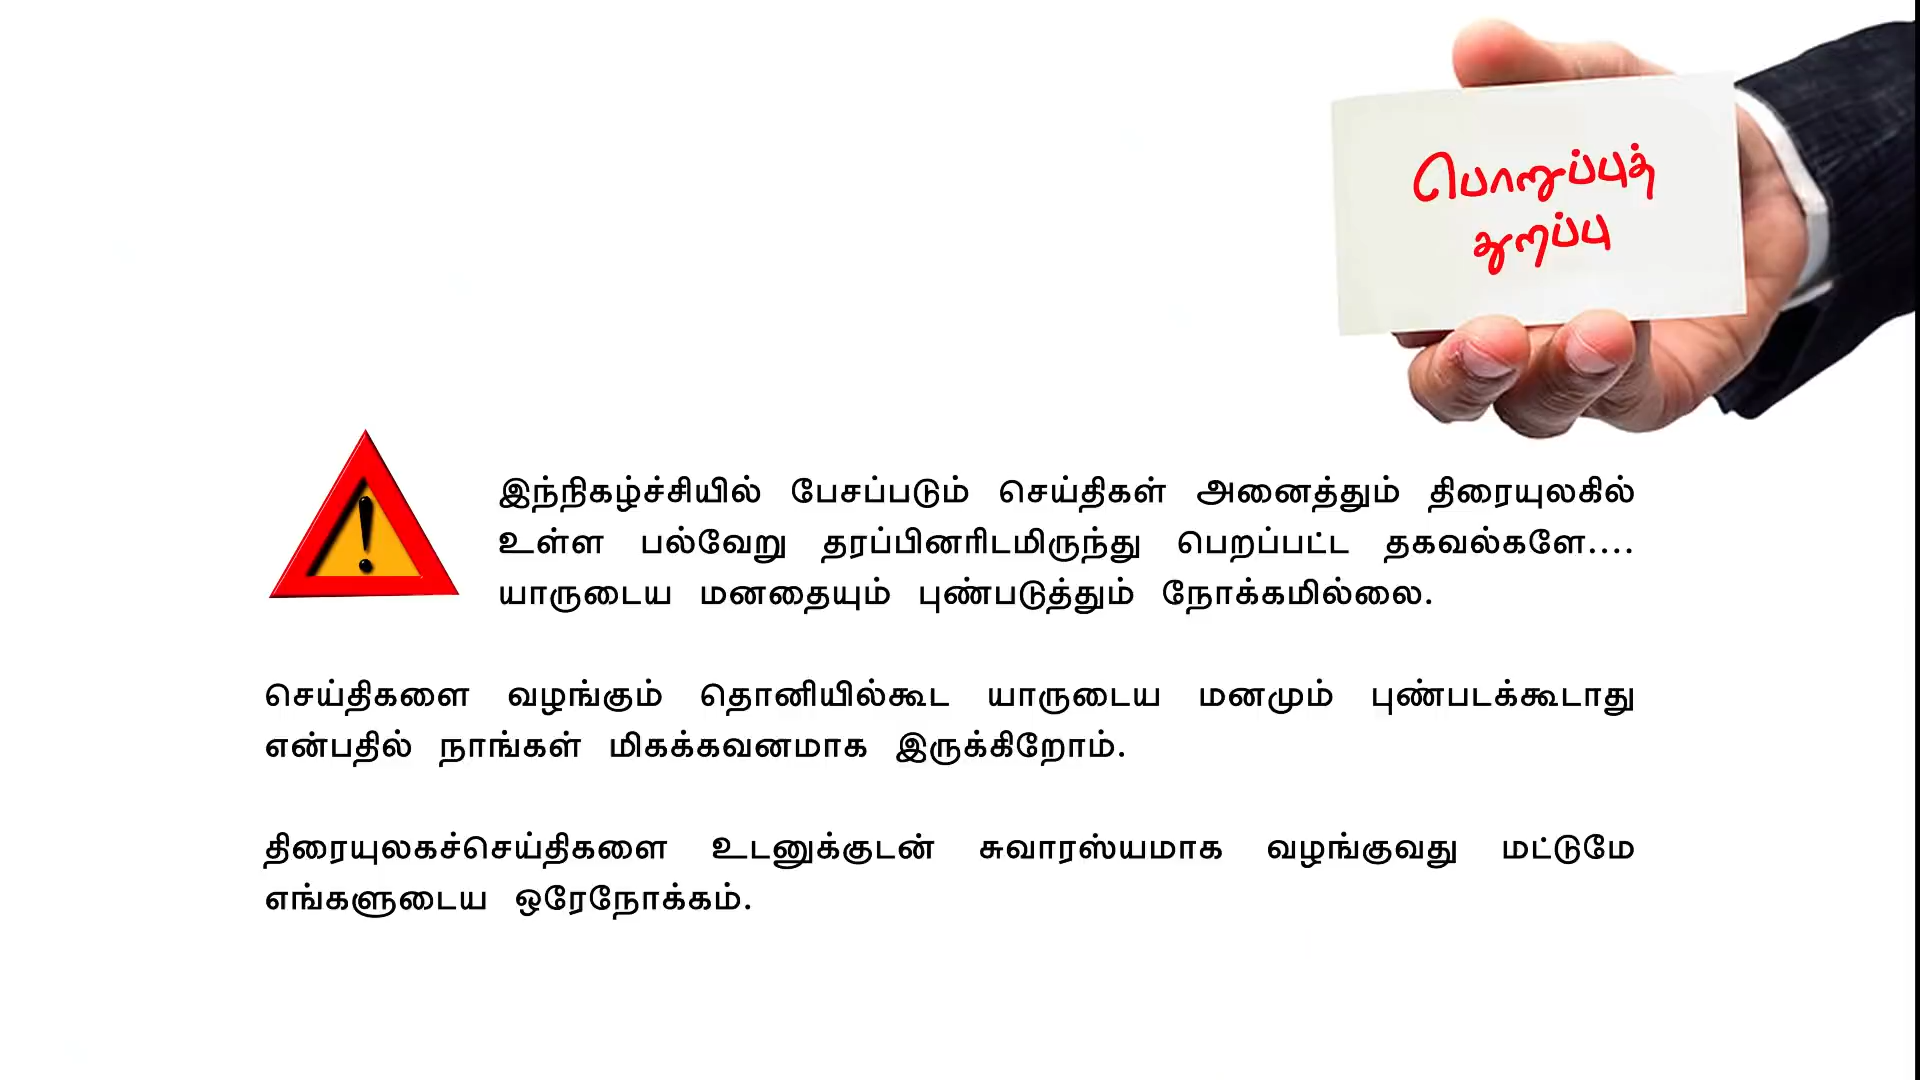 பொறுப்புத்
துறப்பு
இந்நிகழ்ச்சியில் பேசப்படும் செய்திகள் அனைத்தும் திரையுலகில்
உள்ள பல்வேறு தரப்பினரிடமிருந்து பெறப்பட்ட தகவல்களே....
யாருடைய மனதையும் புண்படுத்தும் நோக்கமில்லை.
செய்திகளை வழங்கும் தொனியில்கூட யாருடைய மனமும் புண்படக்கூடாது
என்பதில் நாங்கள் மிகக்கவனமாக இருக்கிறோம்.
திரையுலகச்செய்திகளை உடனுக்குடன் சுவாரஸ்யமாக வழங்குவது மட்டுமே
எங்களுடைய ஒரேநோக்கம்.